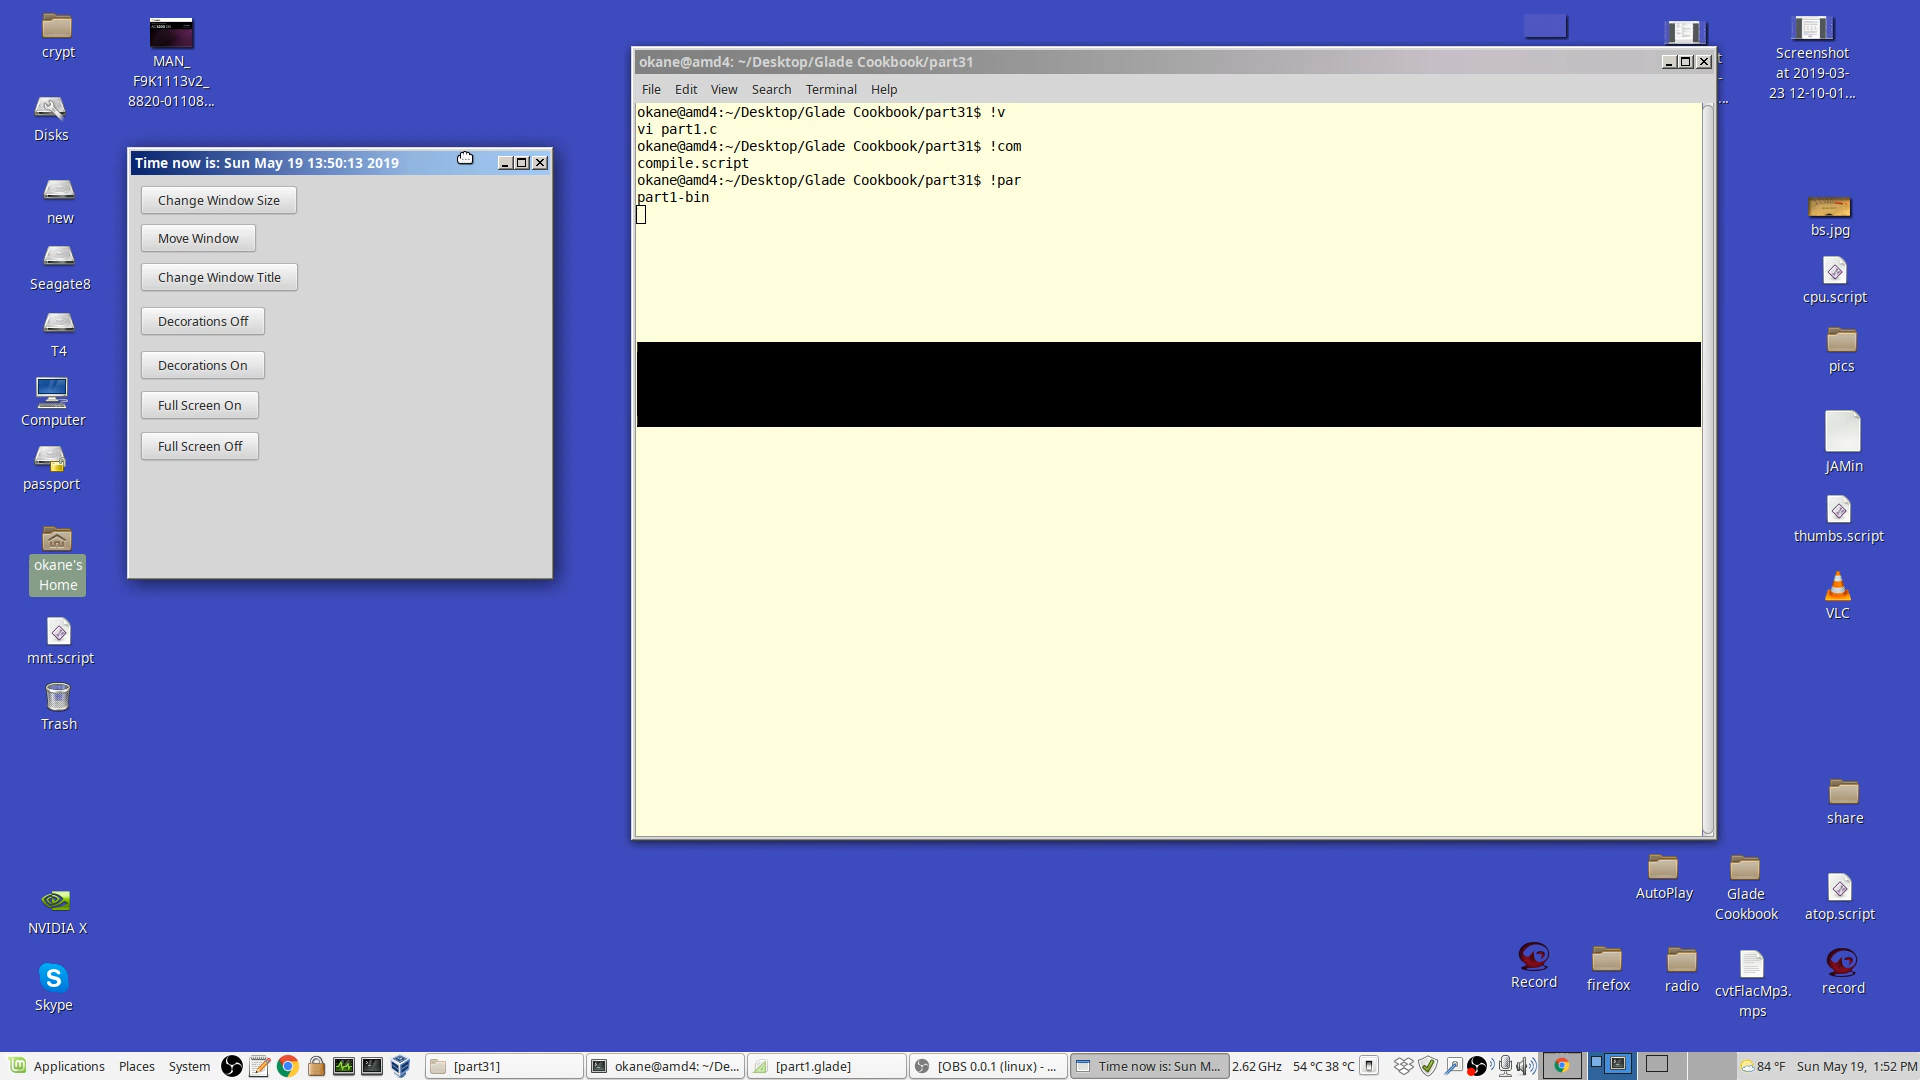 crypt
MAN_
F9K1113v2_
8820-01108...
Disks
new
Seagate8
T4
Computer
passport
okane's
Home
mnt.script
Trash
NVIDIA X
Skype
Time now is: Sun May 19 13:50:13 2019
Change Window Size
Move Window
Change Window Title
Decorations Off
Decorations On
Full Screen On
Full Screen Off
okane@amd4: ~/Desktop/Glade Cookbook/part31
File Edit View Search Terminal Help
okane@amd4:~/Desktop/Glade Cookbook/part31$ !v
vi part1.c
okane@amd4:~/Desktop/Glade Cookbook/part31$ !com
compile.script
okane@amd4:~/Desktop/Glade Cookbook/part31$ !par
part1-bin
Screenshot
at 2019-03-
23 12-10-01...
bs.jpg
cpu.script
pics
JAMin
thumbs.script
VLC
share
AutoPlay
Glade
Cookbook
atop.script
Record
firefox
radio
cvtFlacMp3.
mps
record
Applications Places System [part31] okane@amd4: ~/De... [part1.glade] [OBS 0.0.1 (linux) - ... Time now is: Sun M... 2.62 GHz 54 °C 38 °C 84 °F Sun May 19, 1:52 PM